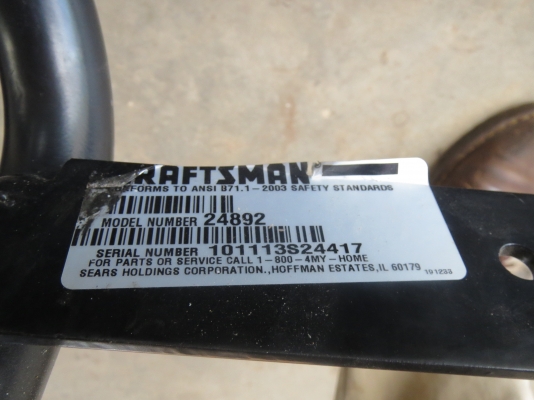 RAFTSMAN
CONFORMS TO ANSI B71.1-2003 SAFETY STANDARDS
MODEL NUMBER 24892
SERIAL NUMBER 101113S24417
FOR PARTS OR SERVICE CALL 1-800-4MY-HOME
SEARS HOLDINGS CORPORATION.,HOFFMAN ESTATES,IL 60179 191233